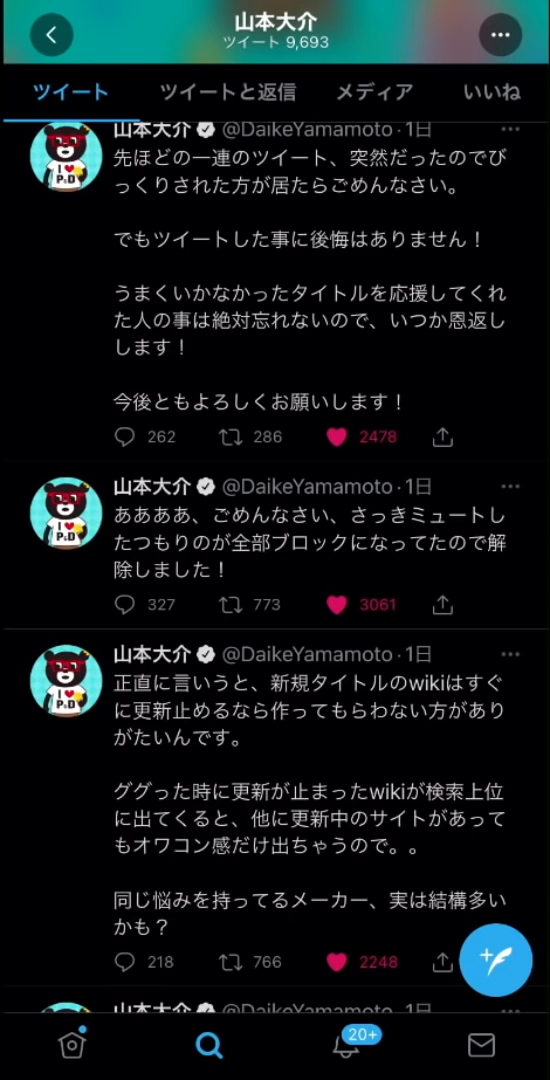 山本大介
ツイート 9,693
ツイート ツイートと返信 メディア いいね
山本大介 @DaikeYamamoto·1日
先ほどの一連のツイート、突然だったのでび
っくりされた方が居たらごめんなさい。
でもツイートした事に後悔はありません！
うまくいかなかったタイトルを応援してくれ
た人の事は絶対忘れないので、いつか恩返し
します！
今後ともよろしくお願いします！
262 286 2478
山本大介 @DaikeYamamoto·1日
ああああ、ごめんなさい、さっきミュートし
たつもりのが全部ブロックになってたので解
除しました！
327 773 3061
山本大介 @DaikeYamamoto·1日
正直に言いうと、新規タイトルのwikiはすぐ
に更新止めるなら作ってもらわない方があり
がたいんです。
ググった時に更新が止まったwikiが検索上位
に出てくると、他に更新中のサイトがあって
もオワコン感だけ出ちゃうので。。
同じ悩みを持ってるメーカー、実は結構多い
かも？
218 766 2248
山本大介 @DaikeYamamoto·1日
20+
I ♥
P&D
I ♥
P&D
I ♥
P&D